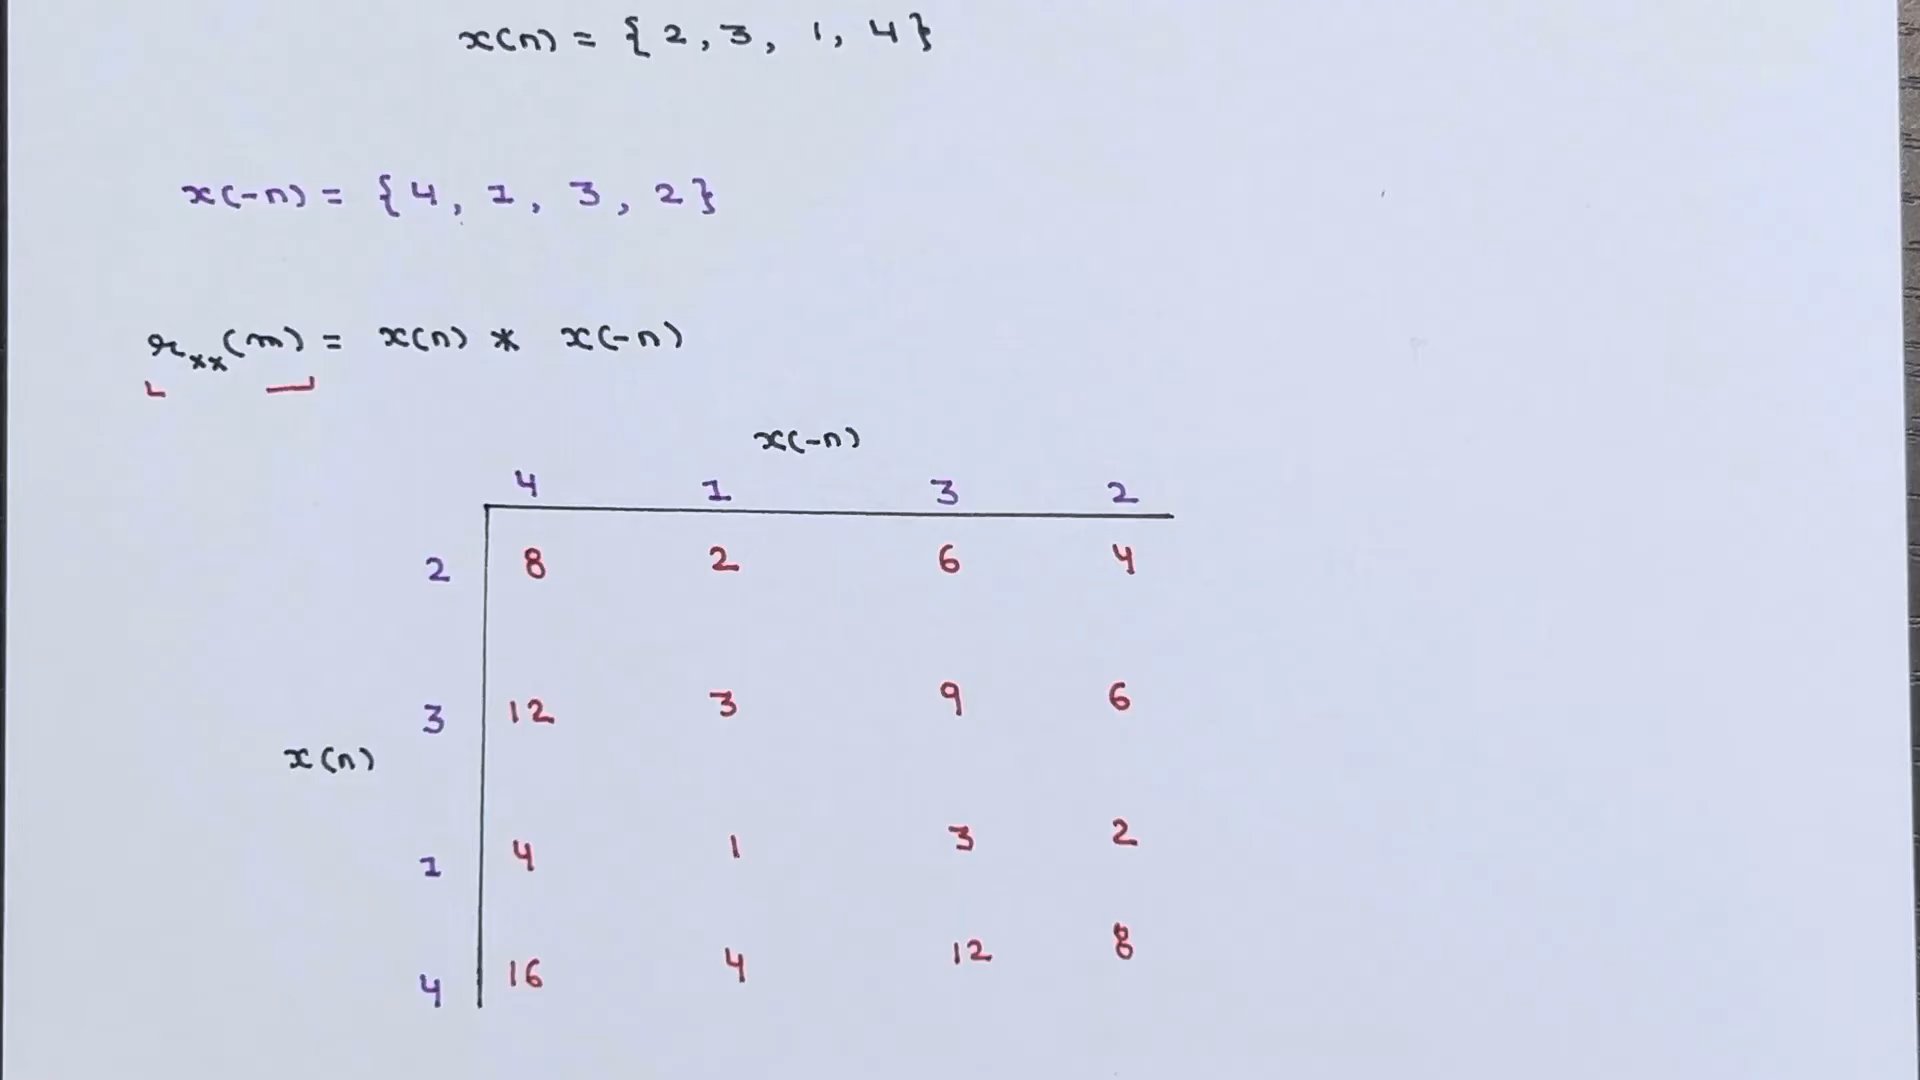 x(n) = { 2, 3, 1, 4 }
x(-n) = { 4, 1, 3, 2 }
r_xx(m) = x(n) * x(-n)
x(-n)
4 1 3 2
2 8 2 6 4
3 12 3 9 6
x(n)
1 4 1 3 2
4 16 4 12 8